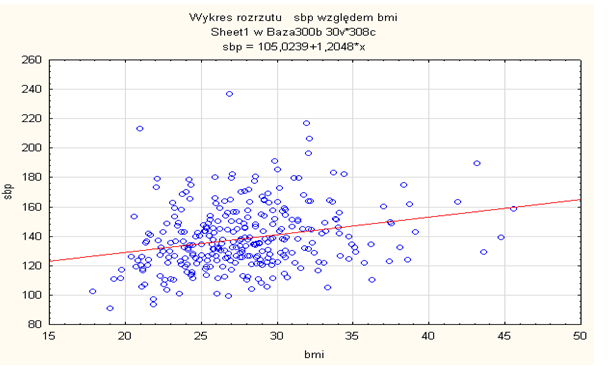 Wykres rozrzutu sbp względem bmi
Sheet1 w Baza300b 30v*308c
sbp = 105,0239+1,2048*x
260
240
220
200
180
160
140
120
100
80
sbp
15 20 25 30 35 40 45 50
bmi